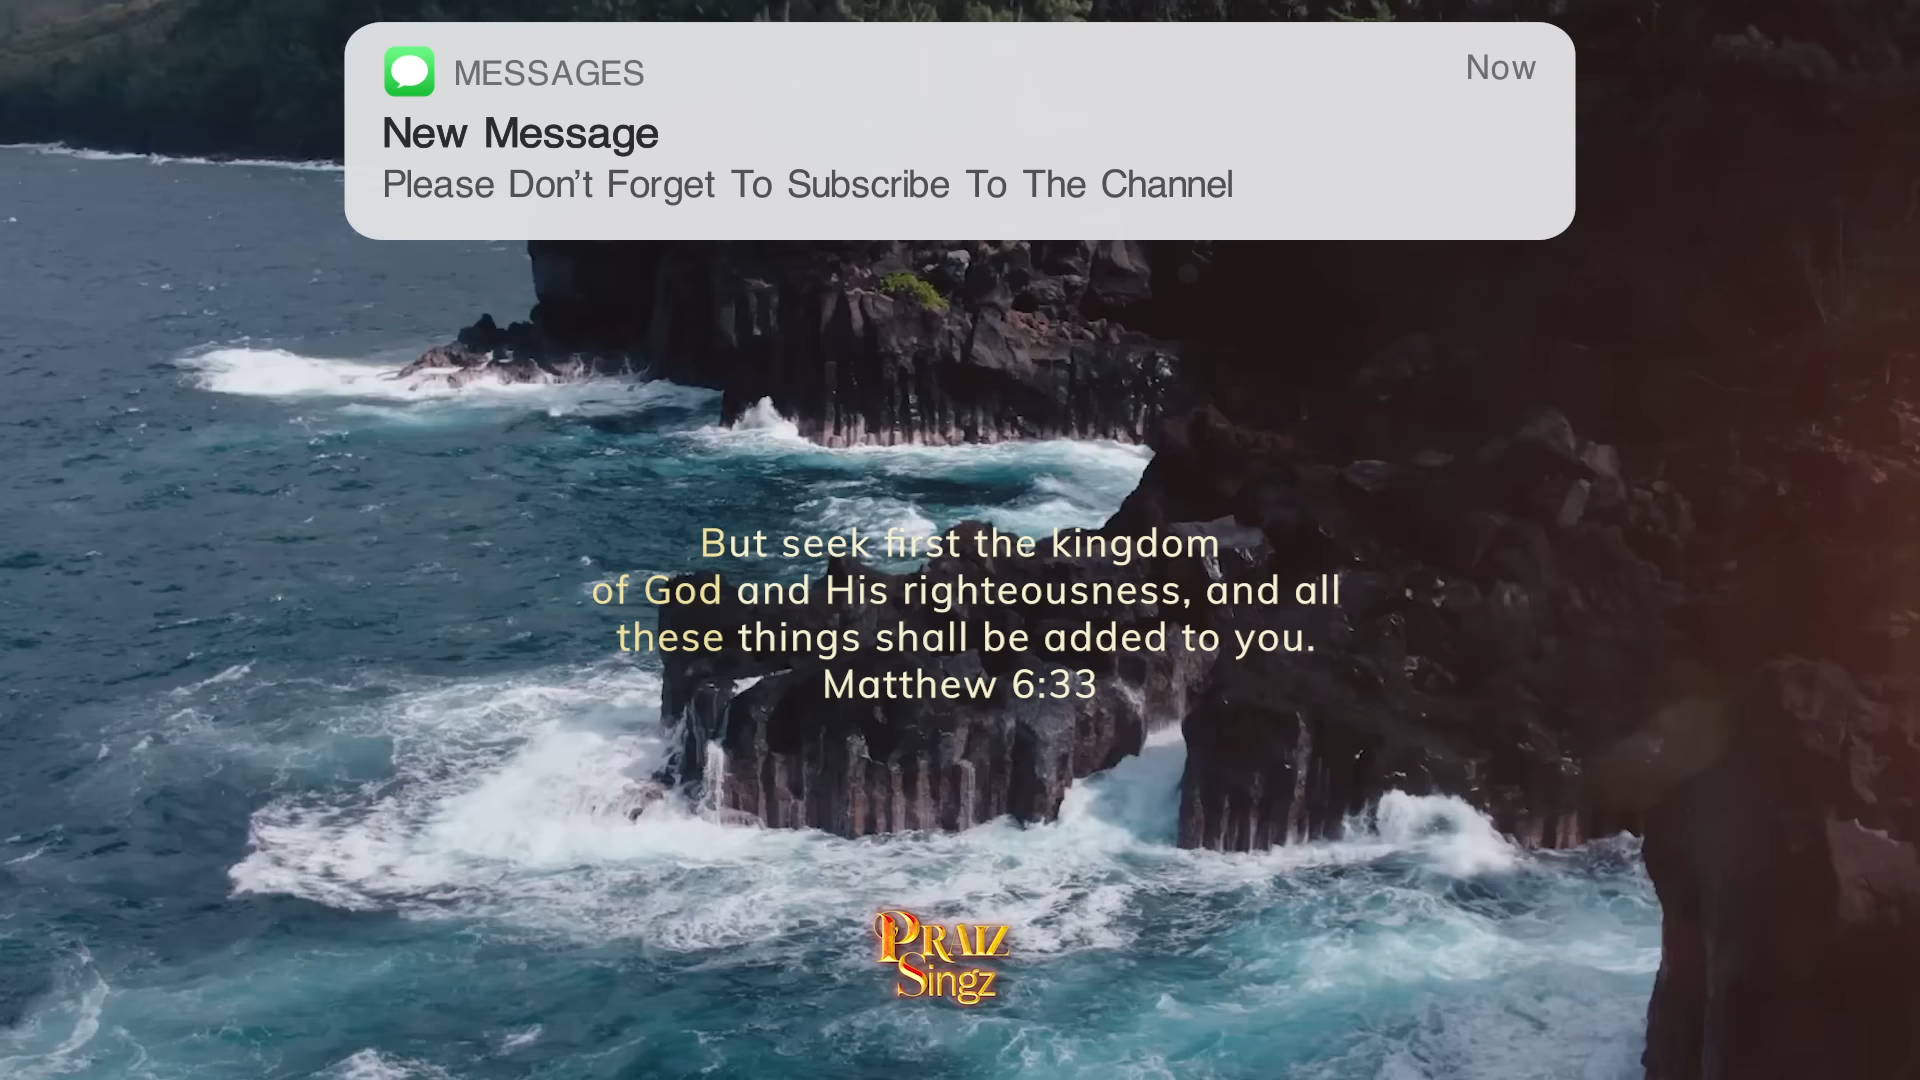 MESSAGES
Now
New Message
Please Don't Forget To Subscribe To The Channel
But seek first the kingdom
of God and His righteousness, and all
these things shall be added to you.
Matthew 6:33
PRAIZ
Singz